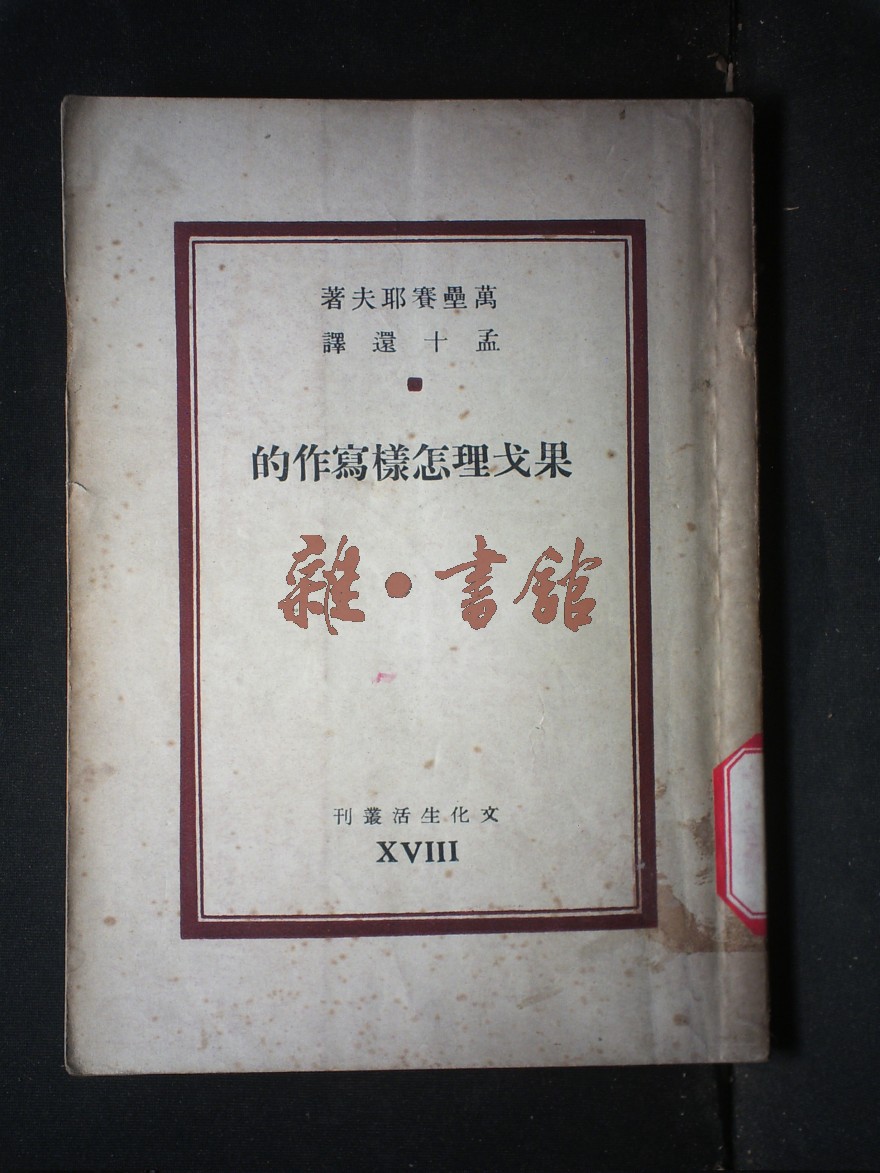 萬壘賽耶夫著
孟十還譯
果戈理怎樣寫作的
雜·書館
文化生活叢刊
XVIII